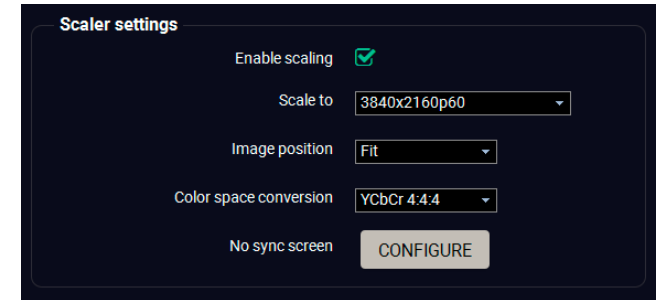 Scaler settings
Enable scaling
Scale to 3840x2160p60
Image position Fit
Color space conversion YCbCr 4:4:4
No sync screen CONFIGURE